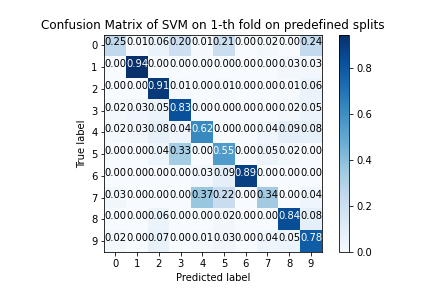 Confusion Matrix of SVM on 1-th fold on predefined splits
True label
0 0.25 0.01 0.06 0.20 0.01 0.21 0.00 0.02 0.00 0.24
1 0.00 0.94 0.00 0.00 0.00 0.00 0.00 0.00 0.03 0.03
2 0.00 0.00 0.91 0.01 0.00 0.01 0.00 0.00 0.01 0.06
3 0.02 0.03 0.05 0.83 0.00 0.00 0.00 0.00 0.02 0.05
4 0.02 0.03 0.08 0.04 0.62 0.00 0.00 0.04 0.09 0.08
5 0.00 0.00 0.04 0.33 0.00 0.55 0.00 0.05 0.02 0.00
6 0.00 0.00 0.00 0.00 0.03 0.09 0.89 0.00 0.00 0.00
7 0.03 0.00 0.00 0.00 0.37 0.22 0.00 0.34 0.00 0.04
8 0.00 0.00 0.06 0.00 0.00 0.02 0.00 0.00 0.84 0.08
9 0.02 0.00 0.07 0.00 0.01 0.03 0.00 0.04 0.05 0.78
0 1 2 3 4 5 6 7 8 9
Predicted label
0.8
0.6
0.4
0.2
0.0